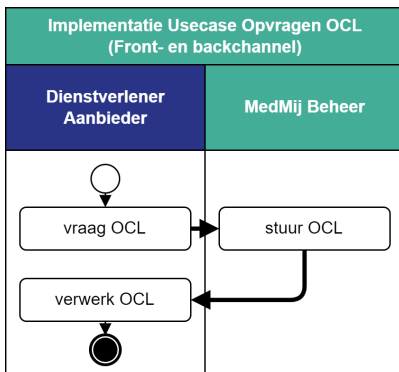 Implementatie Usecase Opvragen OCL
(Front- en backchannel)
Dienstverlener
Aanbieder
MedMij Beheer
vraag OCL
stuur OCL
verwerk OCL